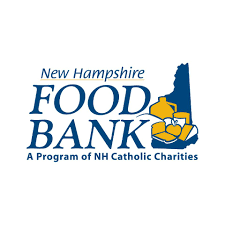 New Hampshire
FOOD
BANK
A Program of NH Catholic Charities